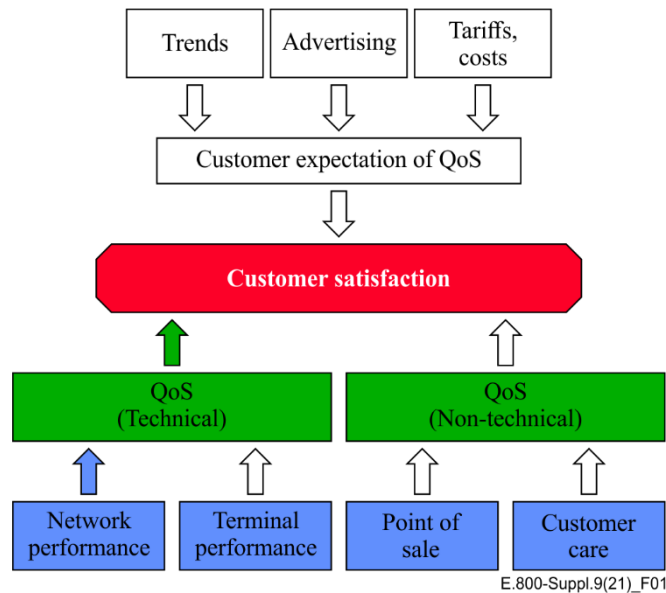 Trends
Advertising
Tariffs,
costs
Customer expectation of QoS
Customer satisfaction
QoS
(Technical)
QoS
(Non-technical)
Network
performance
Terminal
performance
Point of
sale
Customer
care
E.800-Suppl.9(21)_F01